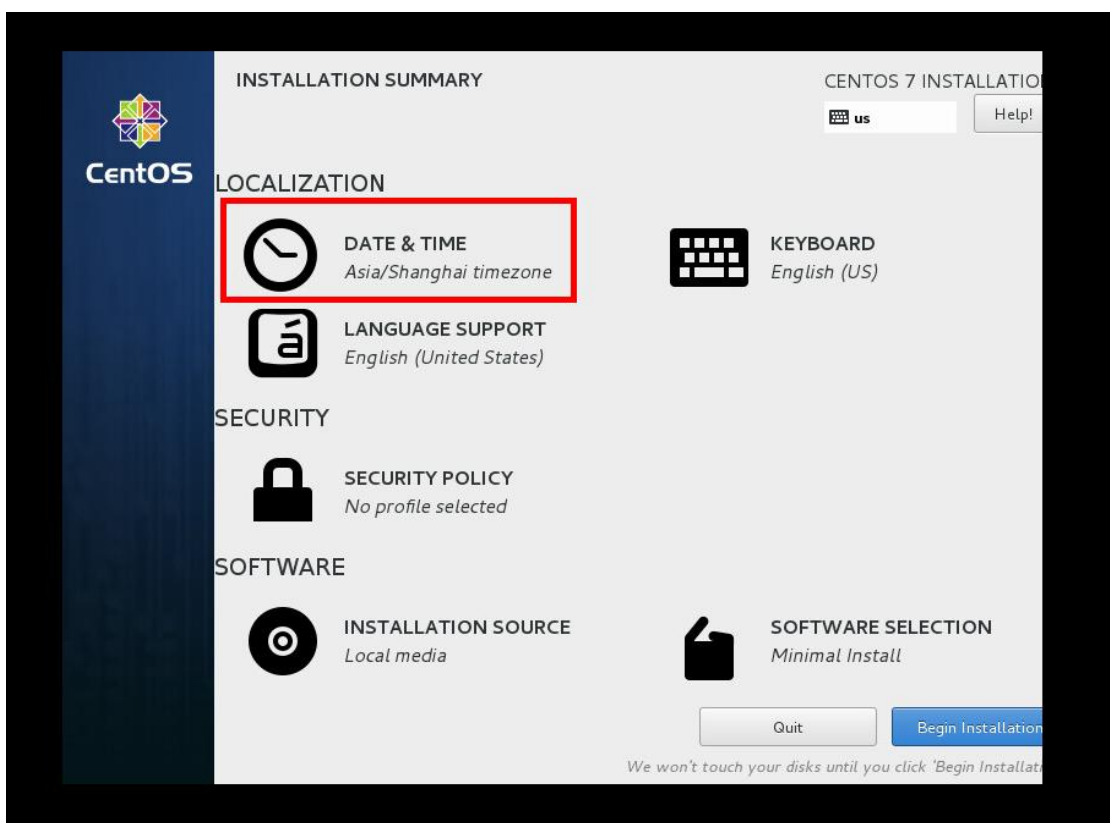 INSTALLATION SUMMARY
CENTOS 7 INSTALLATIO
us
Help!
CentOS
LOCALIZATION
DATE & TIME
Asia/Shanghai timezone
KEYBOARD
English (US)
á
LANGUAGE SUPPORT
English (United States)
SECURITY
SECURITY POLICY
No profile selected
SOFTWARE
INSTALLATION SOURCE
Local media
SOFTWARE SELECTION
Minimal Install
Quit
Begin Installation
We won't touch your disks until you click 'Begin Installati